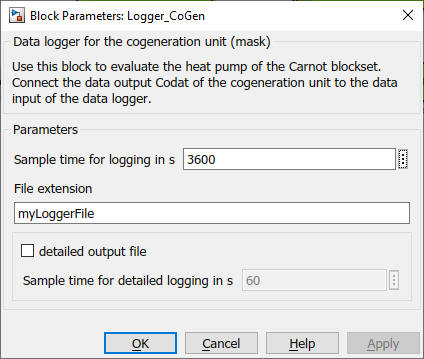 Block Parameters: Logger_CoGen
Data logger for the cogeneration unit (mask)
Use this block to evaluate the heat pump of the Carnot blockset.
Connect the data output Codat of the cogeneration unit to the data
input of the data logger.
Parameters
Sample time for logging in s 3600
File extension
myLoggerFile
detailed output file
Sample time for detailed logging in s 60
OK Cancel Help Apply